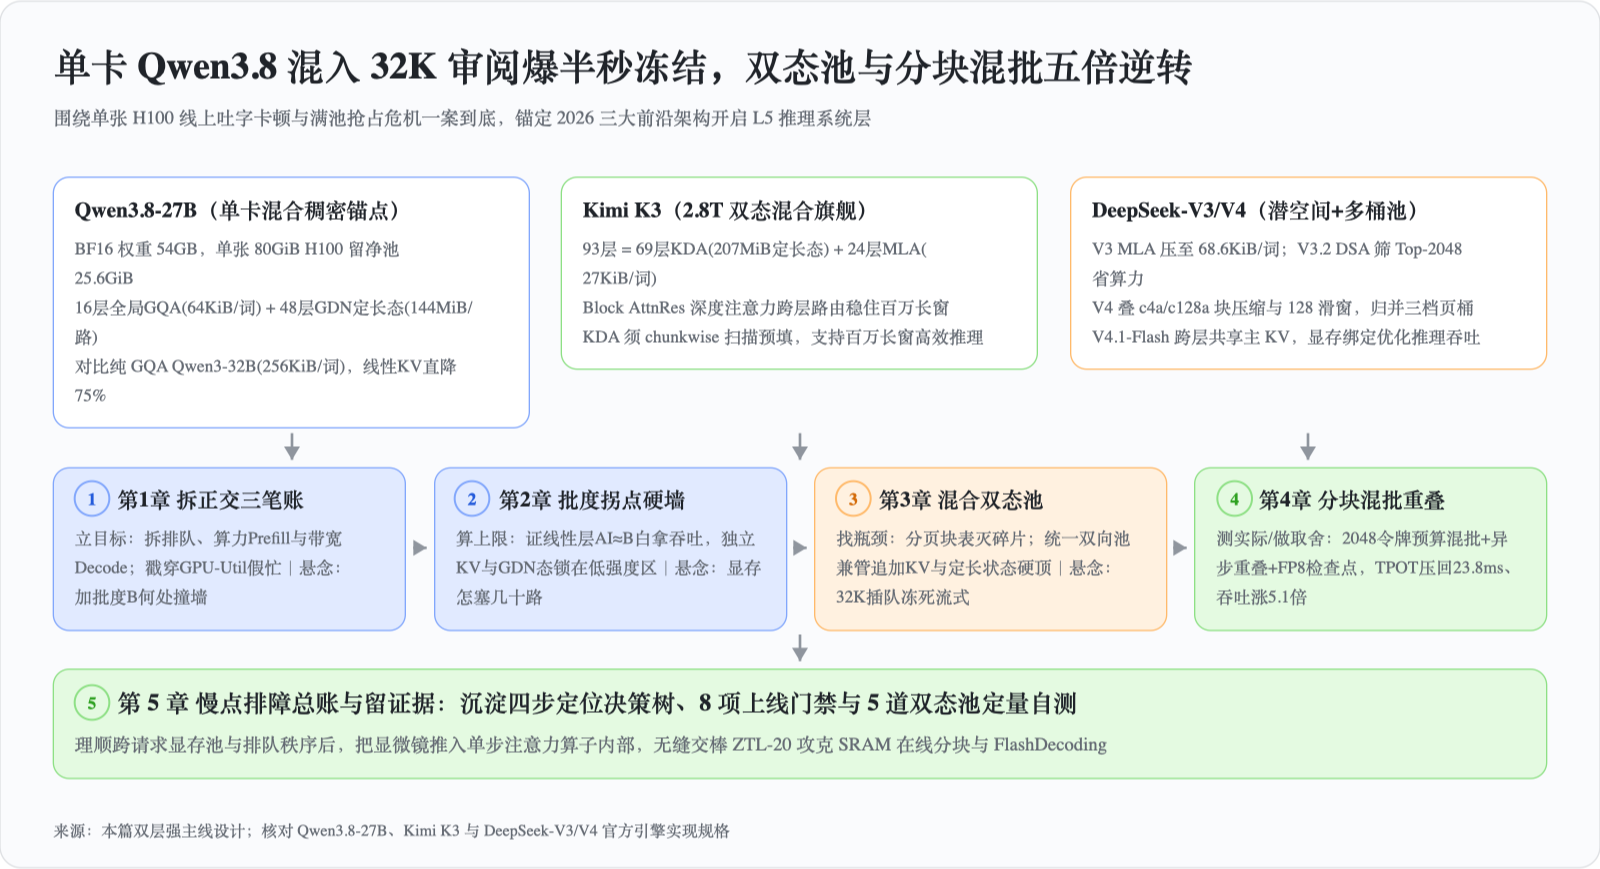 单卡 Qwen3.8 混入 32K 审阅爆半秒冻结，双态池与分块混批五倍逆转
围绕单张 H100 线上吐字卡顿与满池抢占危机一案到底，锚定 2026 三大前沿架构开启 L5 推理系统层
Qwen3.8-27B（单卡混合稠密锚点）
BF16 权重 54GB，单张 80GiB H100 留净池
25.6GiB
16层全局GQA(64KiB/词) + 48层GDN定长态(144MiB/
路)
对比纯 GQA Qwen3-32B(256KiB/词)，线性KV直降
75%
Kimi K3（2.8T 双态混合旗舰）
93层 = 69层KDA(207MiB定长态) + 24层MLA(
27KiB/词)
Block AttnRes 深度注意力跨层路由稳住百万长窗
KDA 须 chunkwise 扫描预填，支持百万长窗高效推理
DeepSeek-V3/V4（潜空间+多桶池）
V3 MLA 压至 68.6KiB/词；V3.2 DSA 筛 Top-2048
省算力
V4 叠 c4a/c128a 块压缩与 128 滑窗，归并三档页桶
V4.1-Flash 跨层共享主 KV，显存绑定优化推理吞吐
1 第1章 拆正交三笔账
立目标：拆排队、算力Prefill与带宽
Decode；戳穿GPU-Util假忙｜悬念：
加批度B何处撞墙
2 第2章 批度拐点硬墙
算上限：证线性层AI≈B白拿吞吐，独立
KV与GDN态锁在低强度区｜悬念：显存
怎塞几十路
3 第3章 混合双态池
找瓶颈：分页块表灭碎片；统一双向池
兼管追加KV与定长状态硬顶｜悬念：
32K插队冻死流式
4 第4章 分块混批重叠
测实际/做取舍：2048令牌预算混批+异
步重叠+FP8检查点，TPOT压回23.8ms、
吞吐涨5.1倍
5 第 5 章 慢点排障总账与留证据：沉淀四步定位决策树、8 项上线门禁与 5 道双态池定量自测
理顺跨请求显存池与排队秩序后，把显微镜推入单步注意力算子内部，无缝交棒 ZTL-20 攻克 SRAM 在线分块与 FlashDecoding
来源：本篇双层强主线设计；核对 Qwen3.8-27B、Kimi K3 与 DeepSeek-V3/V4 官方引擎实现规格